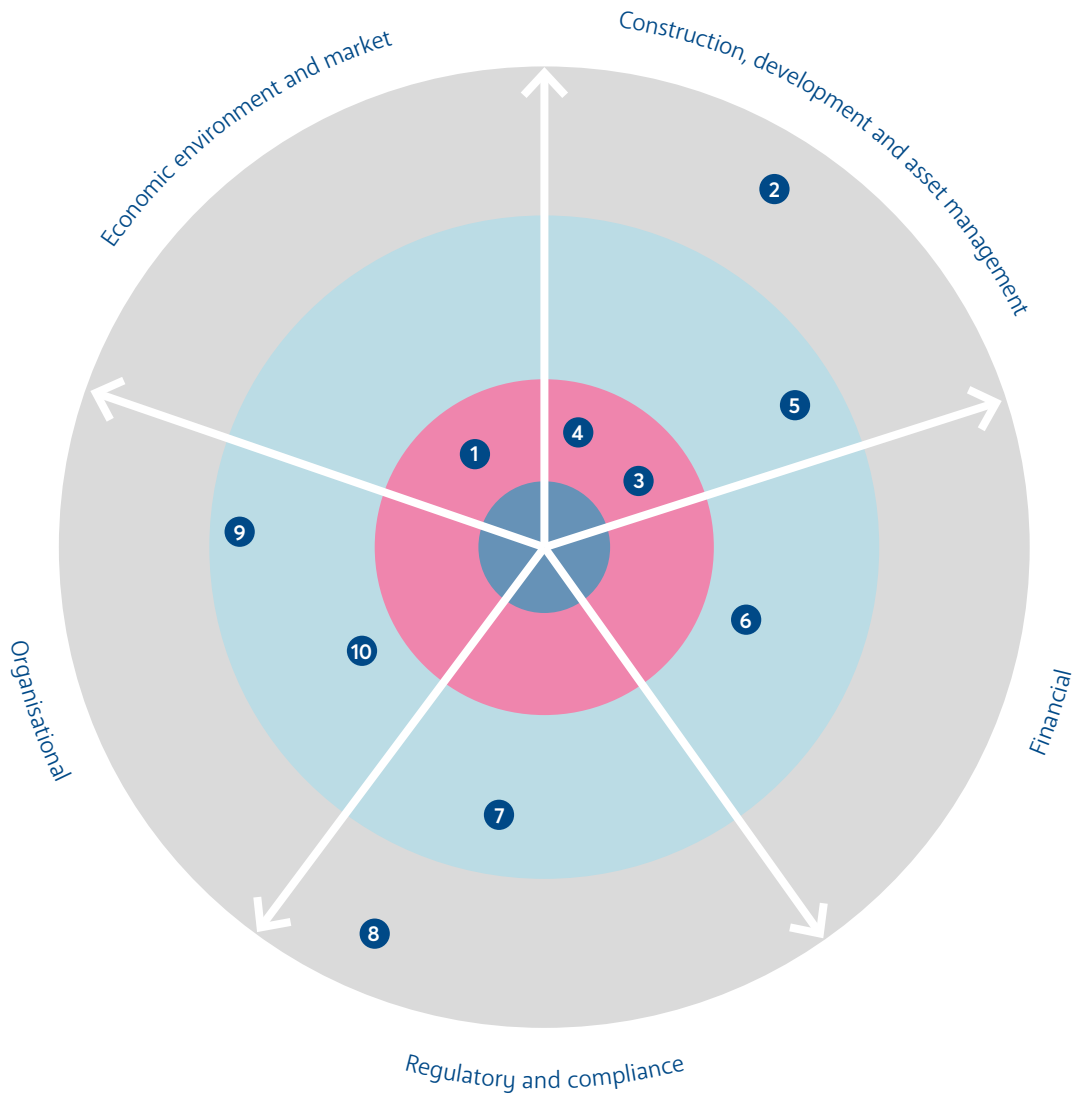 Economic environment and market
Construction, development and asset management
2
5
4
1
3
9
6
10
7
8
Organisational
Financial
Regulatory and compliance